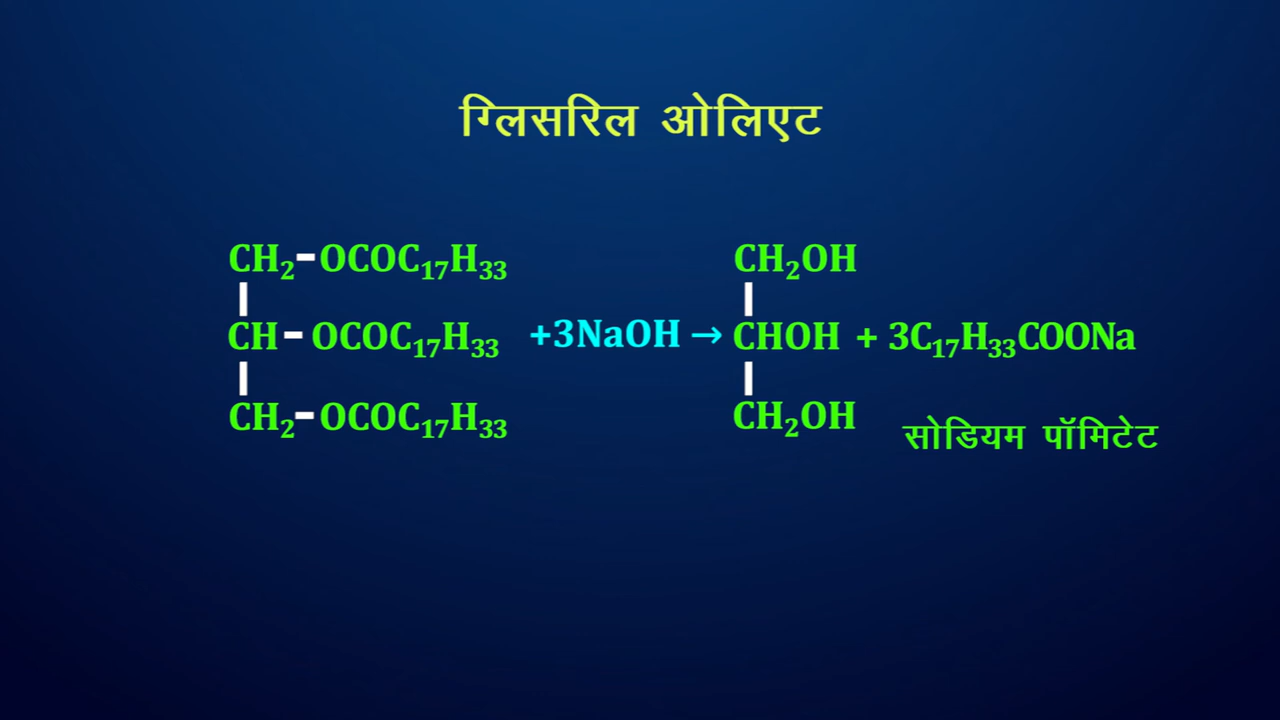 ग्लिसरिल ओलिएट
CH₂-OCOC₁₇H₃₃ CH₂OH
CH-OCOC₁₇H₃₃ +3NaOH → CHOH + 3C₁₇H₃₃COONa
CH₂-OCOC₁₇H₃₃ CH₂OH
सोडियम पॉमिटेट